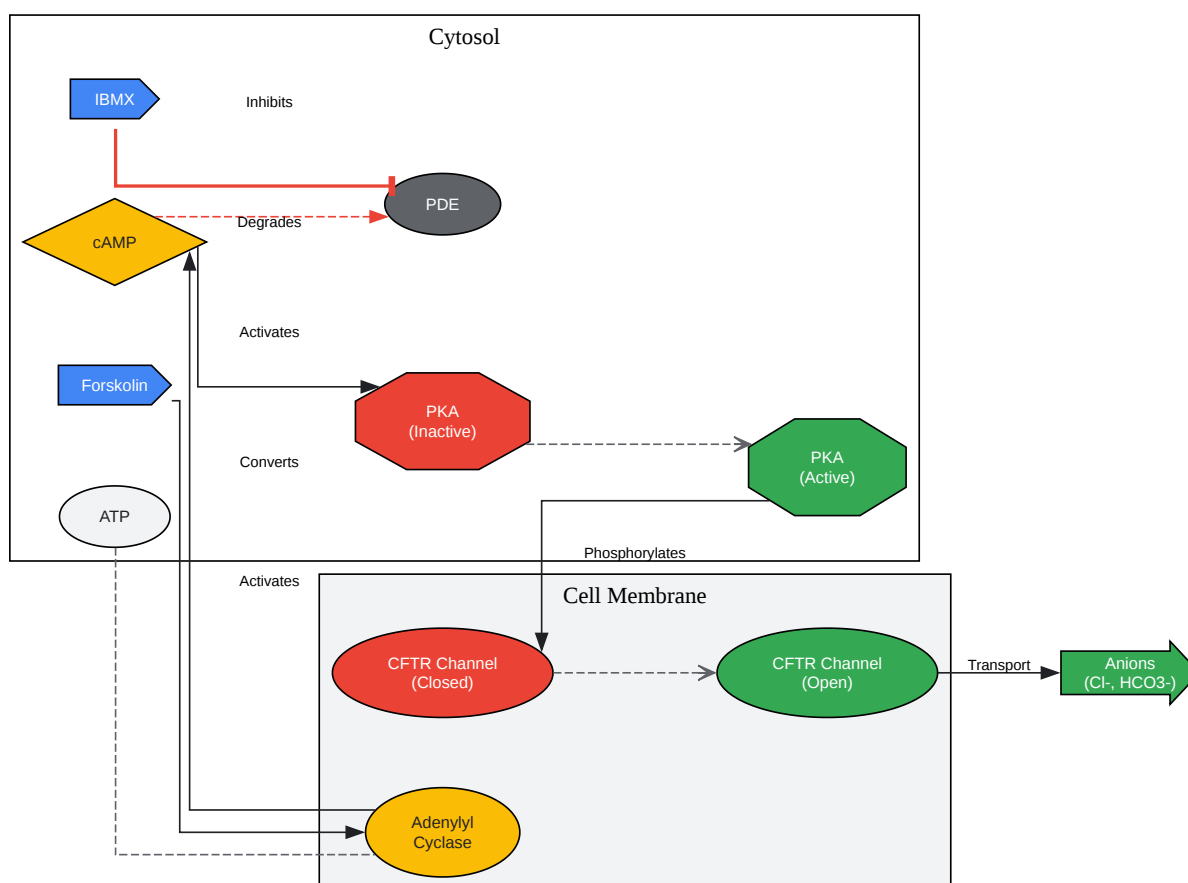 Cytosol
IBMX
Inhibits
PDE
Degrades
cAMP
Activates
Forskolin
PKA
(Inactive)
Converts
PKA
(Active)
ATP
Phosphorylates
Activates
Cell Membrane
CFTR Channel
(Closed)
CFTR Channel
(Open)
Transport
Anions
(Cl-, HCO3-)
Adenylyl
Cyclase